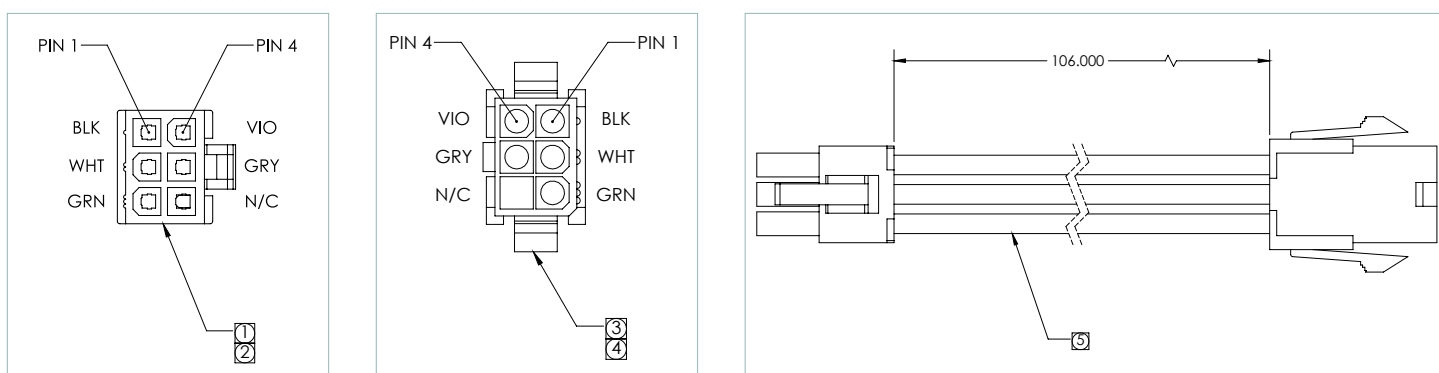 PIN 1
PIN 4
BLK
VIO
WHT
GRY
GRN
N/C
1
2
PIN 4
PIN 1
VIO
BLK
GRY
WHT
N/C
GRN
3
4
106.000
5